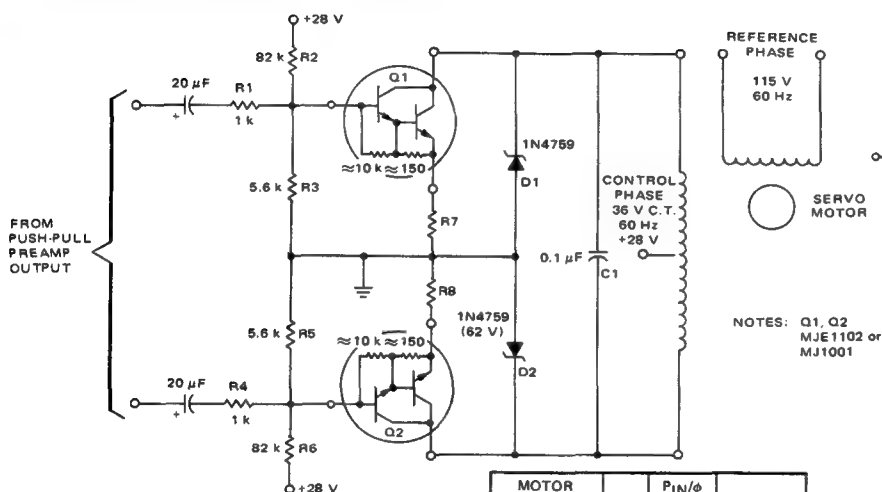 +28 V
82 k
R2
20 µF
+
R1
1 k
Q1
≈10 k
≈150
5.6 k
R3
R7
FROM
PUSH-PULL
PREAMP
OUTPUT
1N4759
D1
0.1 µF
C1
CONTROL
PHASE
36 V C.T.
60 Hz
+28 V
REFERENCE
PHASE
115 V
60 Hz
SERVO
MOTOR
R8
1N4759
(62 V)
D2
5.6 k
R5
≈10 k
≈150
20 µF
+
R4
1 k
Q2
82 k
R6
+28 V
NOTES: Q1, Q2
MJE1102 or
MJ1001
MOTOR
PIN/φ